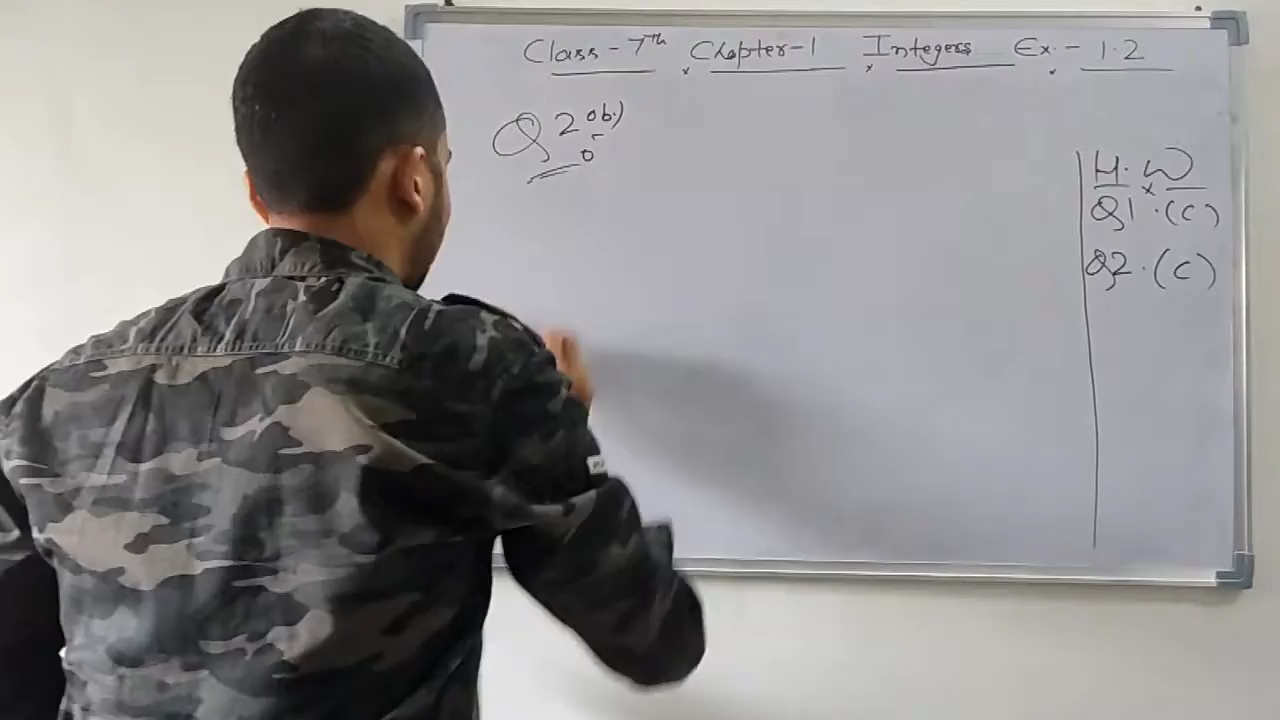 Class - 7th Chapter - 1 Integers Ex. - 1.2
Q 2 b)
H.W
Q1.(C)
Q2.(C)